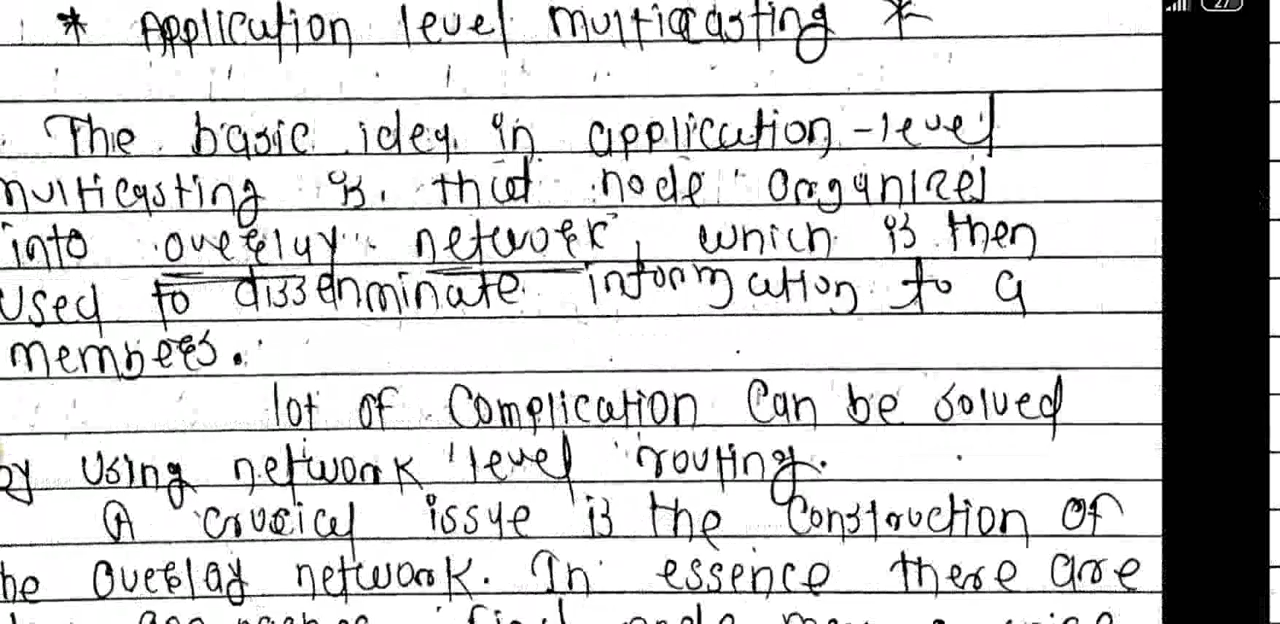 * Application level multicasting *
The basic idea in application-level
multicasting is that node organizes
into overlay network, which is then
used to dissenminate information to a
members.
lot of complication can be solved
by using network level routing.
A crucial issue is the construction of
he overlay network. In essence there are